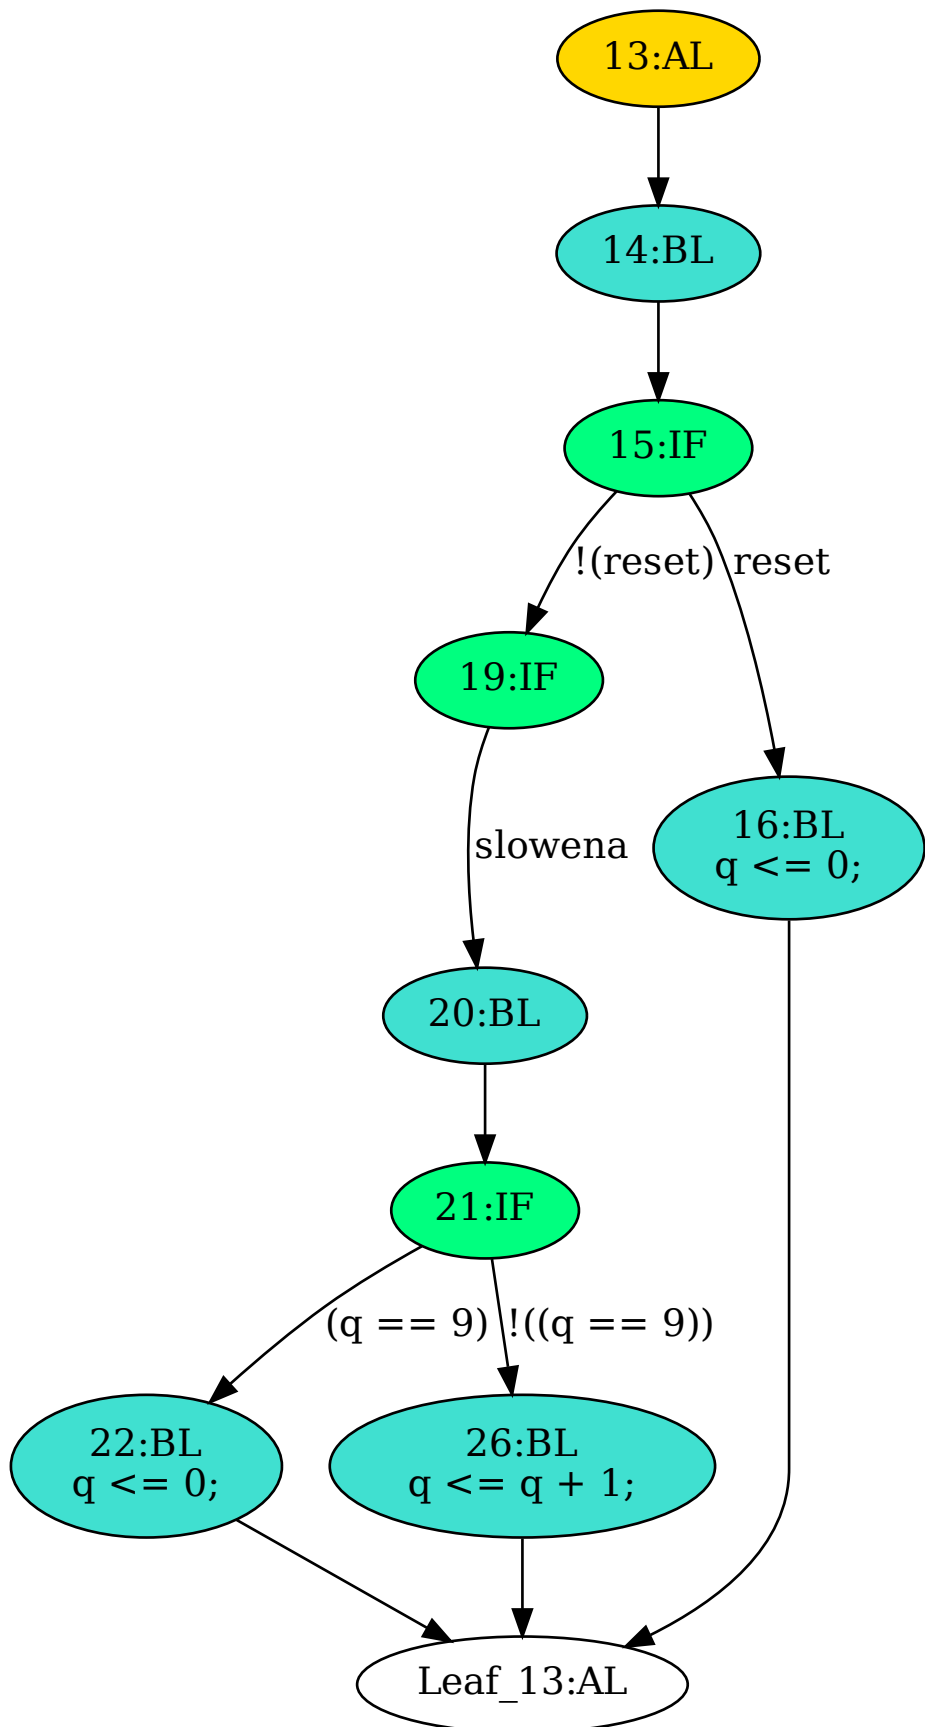 13:AL
14:BL
15:IF
!(reset)
reset
19:IF
16:BL
q <= 0;
slowena
20:BL
21:IF
(q == 9)
!((q == 9))
22:BL
q <= 0;
26:BL
q <= q + 1;
Leaf_13:AL